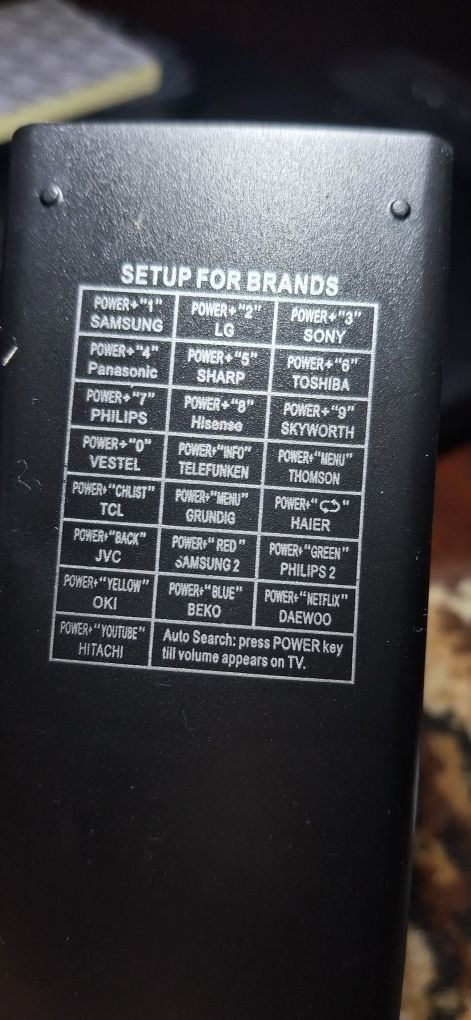 SETUP FOR BRANDS
POWER+"1"
SAMSUNG
POWER+"2"
LG
POWER+"3"
SONY
POWER+"4"
Panasonic
POWER+"5"
SHARP
POWER+"6"
TOSHIBA
POWER+"7"
PHILIPS
POWER+"8"
Hisense
POWER+"9"
SKYWORTH
POWER+"0"
VESTEL
POWER+"INFO"
TELEFUNKEN
POWER+"MENU"
THOMSON
POWER+"CHLIST"
TCL
POWER+"MENU"
GRUNDIG
POWER+"⮔"
HAIER
POWER+"BACK"
JVC
POWER+"RED"
SAMSUNG 2
POWER+"GREEN"
PHILIPS 2
POWER+"YELLOW"
OKI
POWER+"BLUE"
BEKO
POWER+"NETFLIX"
DAEWOO
POWER+"YOUTUBE"
HITACHI
Auto Search: press POWER key
till volume appears on TV.